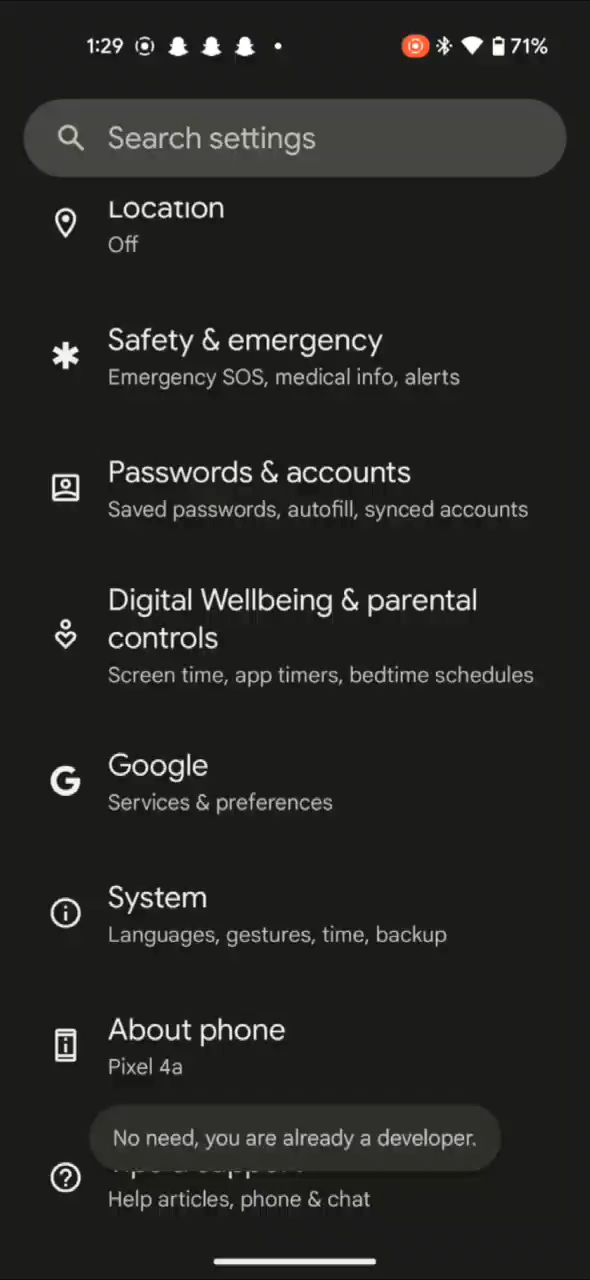 1:29
71%
Search settings
Location
Off
Safety & emergency
Emergency SOS, medical info, alerts
Passwords & accounts
Saved passwords, autofill, synced accounts
Digital Wellbeing & parental
controls
Screen time, app timers, bedtime schedules
Google
Services & preferences
System
Languages, gestures, time, backup
About phone
Pixel 4a
No need, you are already a developer.
Help articles, phone & chat